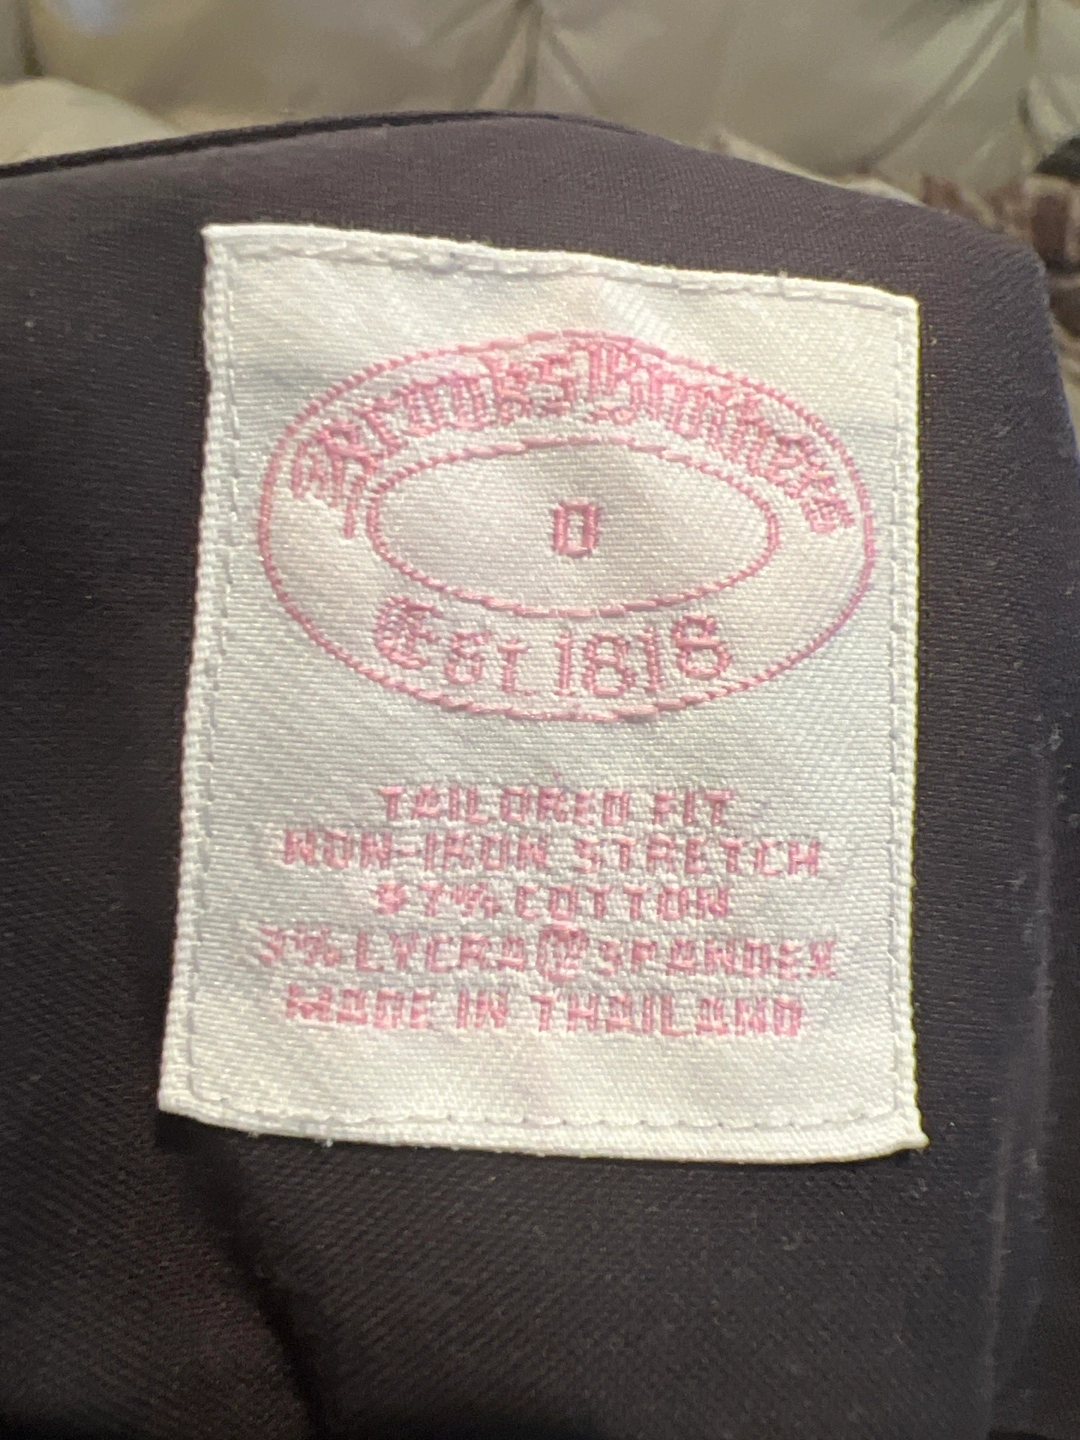 Brooks Brothers
0
Est. 1818
TAILORED FIT
NON-IRON STRETCH
97% COTTON
3% LYCRA® SPANDEX
MADE IN THAILAND